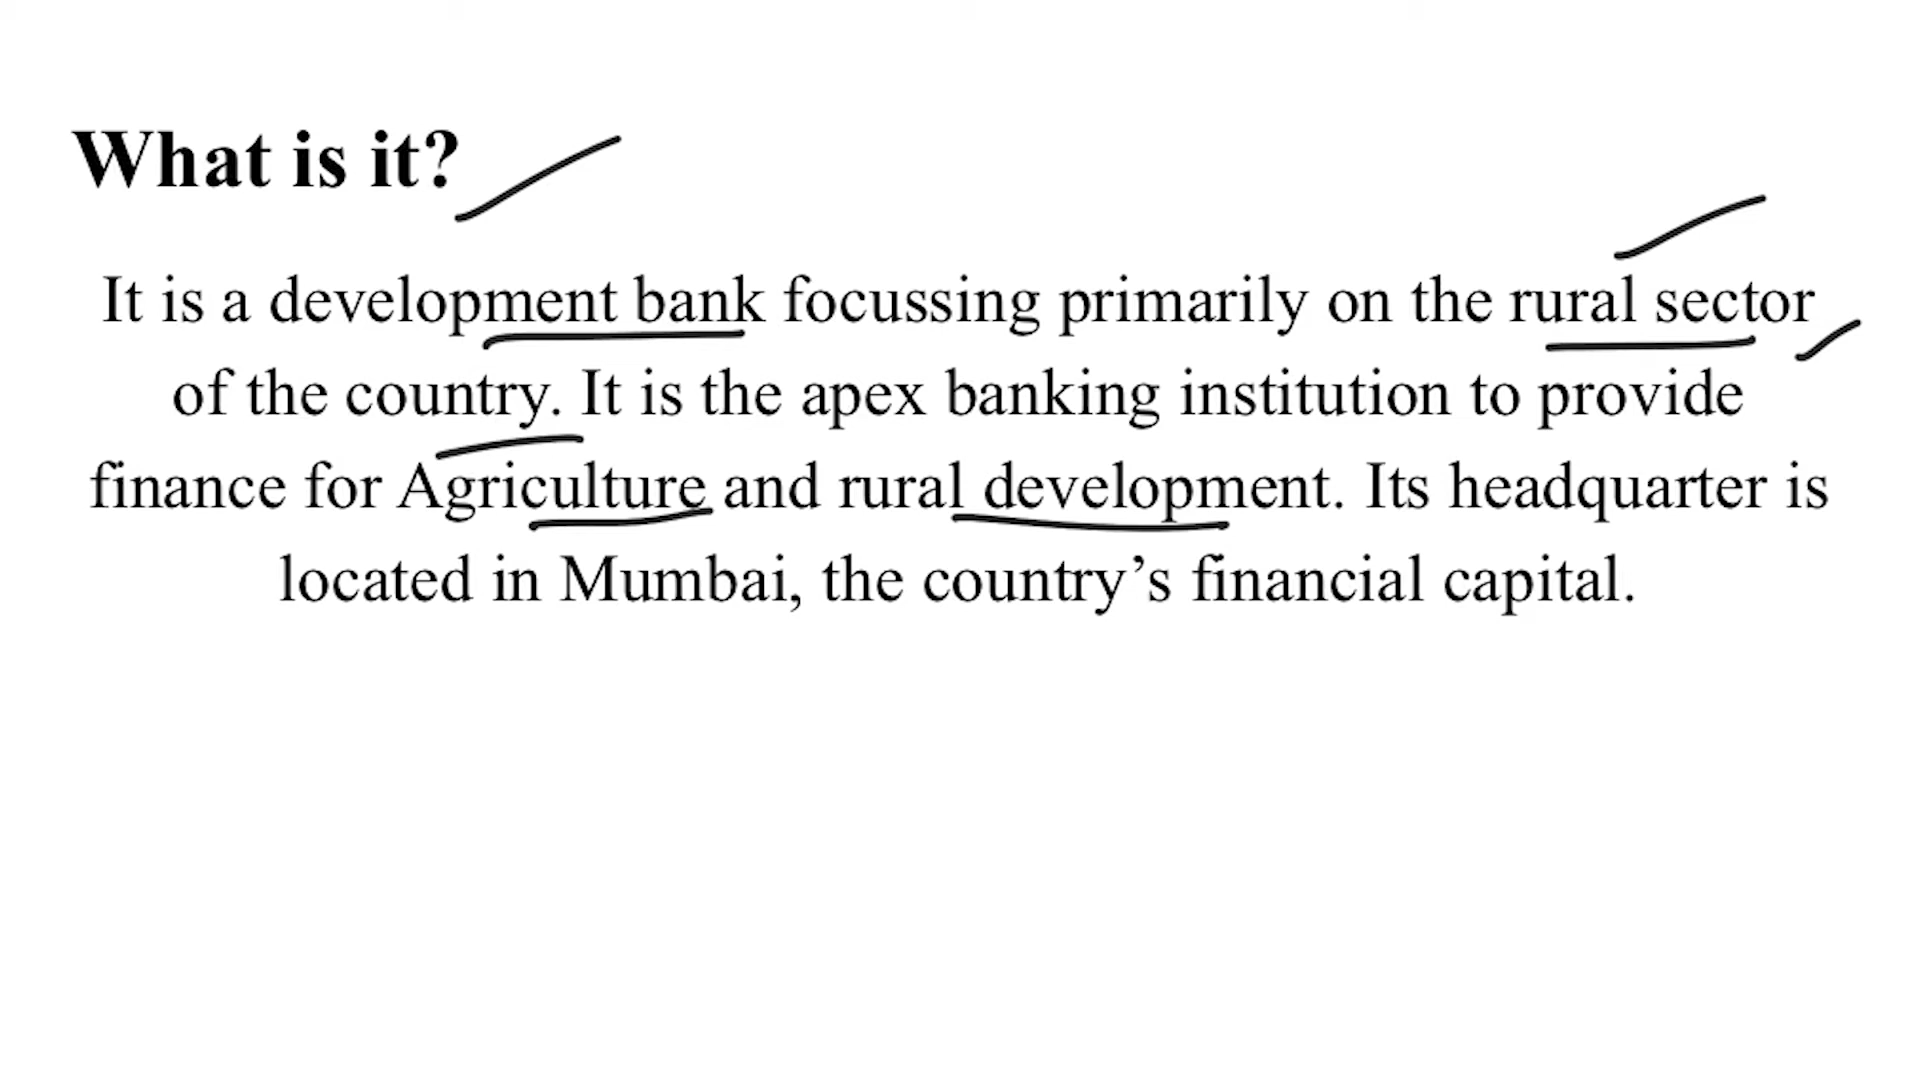 What is it?
It is a development bank focussing primarily on the rural sector
of the country. It is the apex banking institution to provide
finance for Agriculture and rural development. Its headquarter is
located in Mumbai, the country’s financial capital.